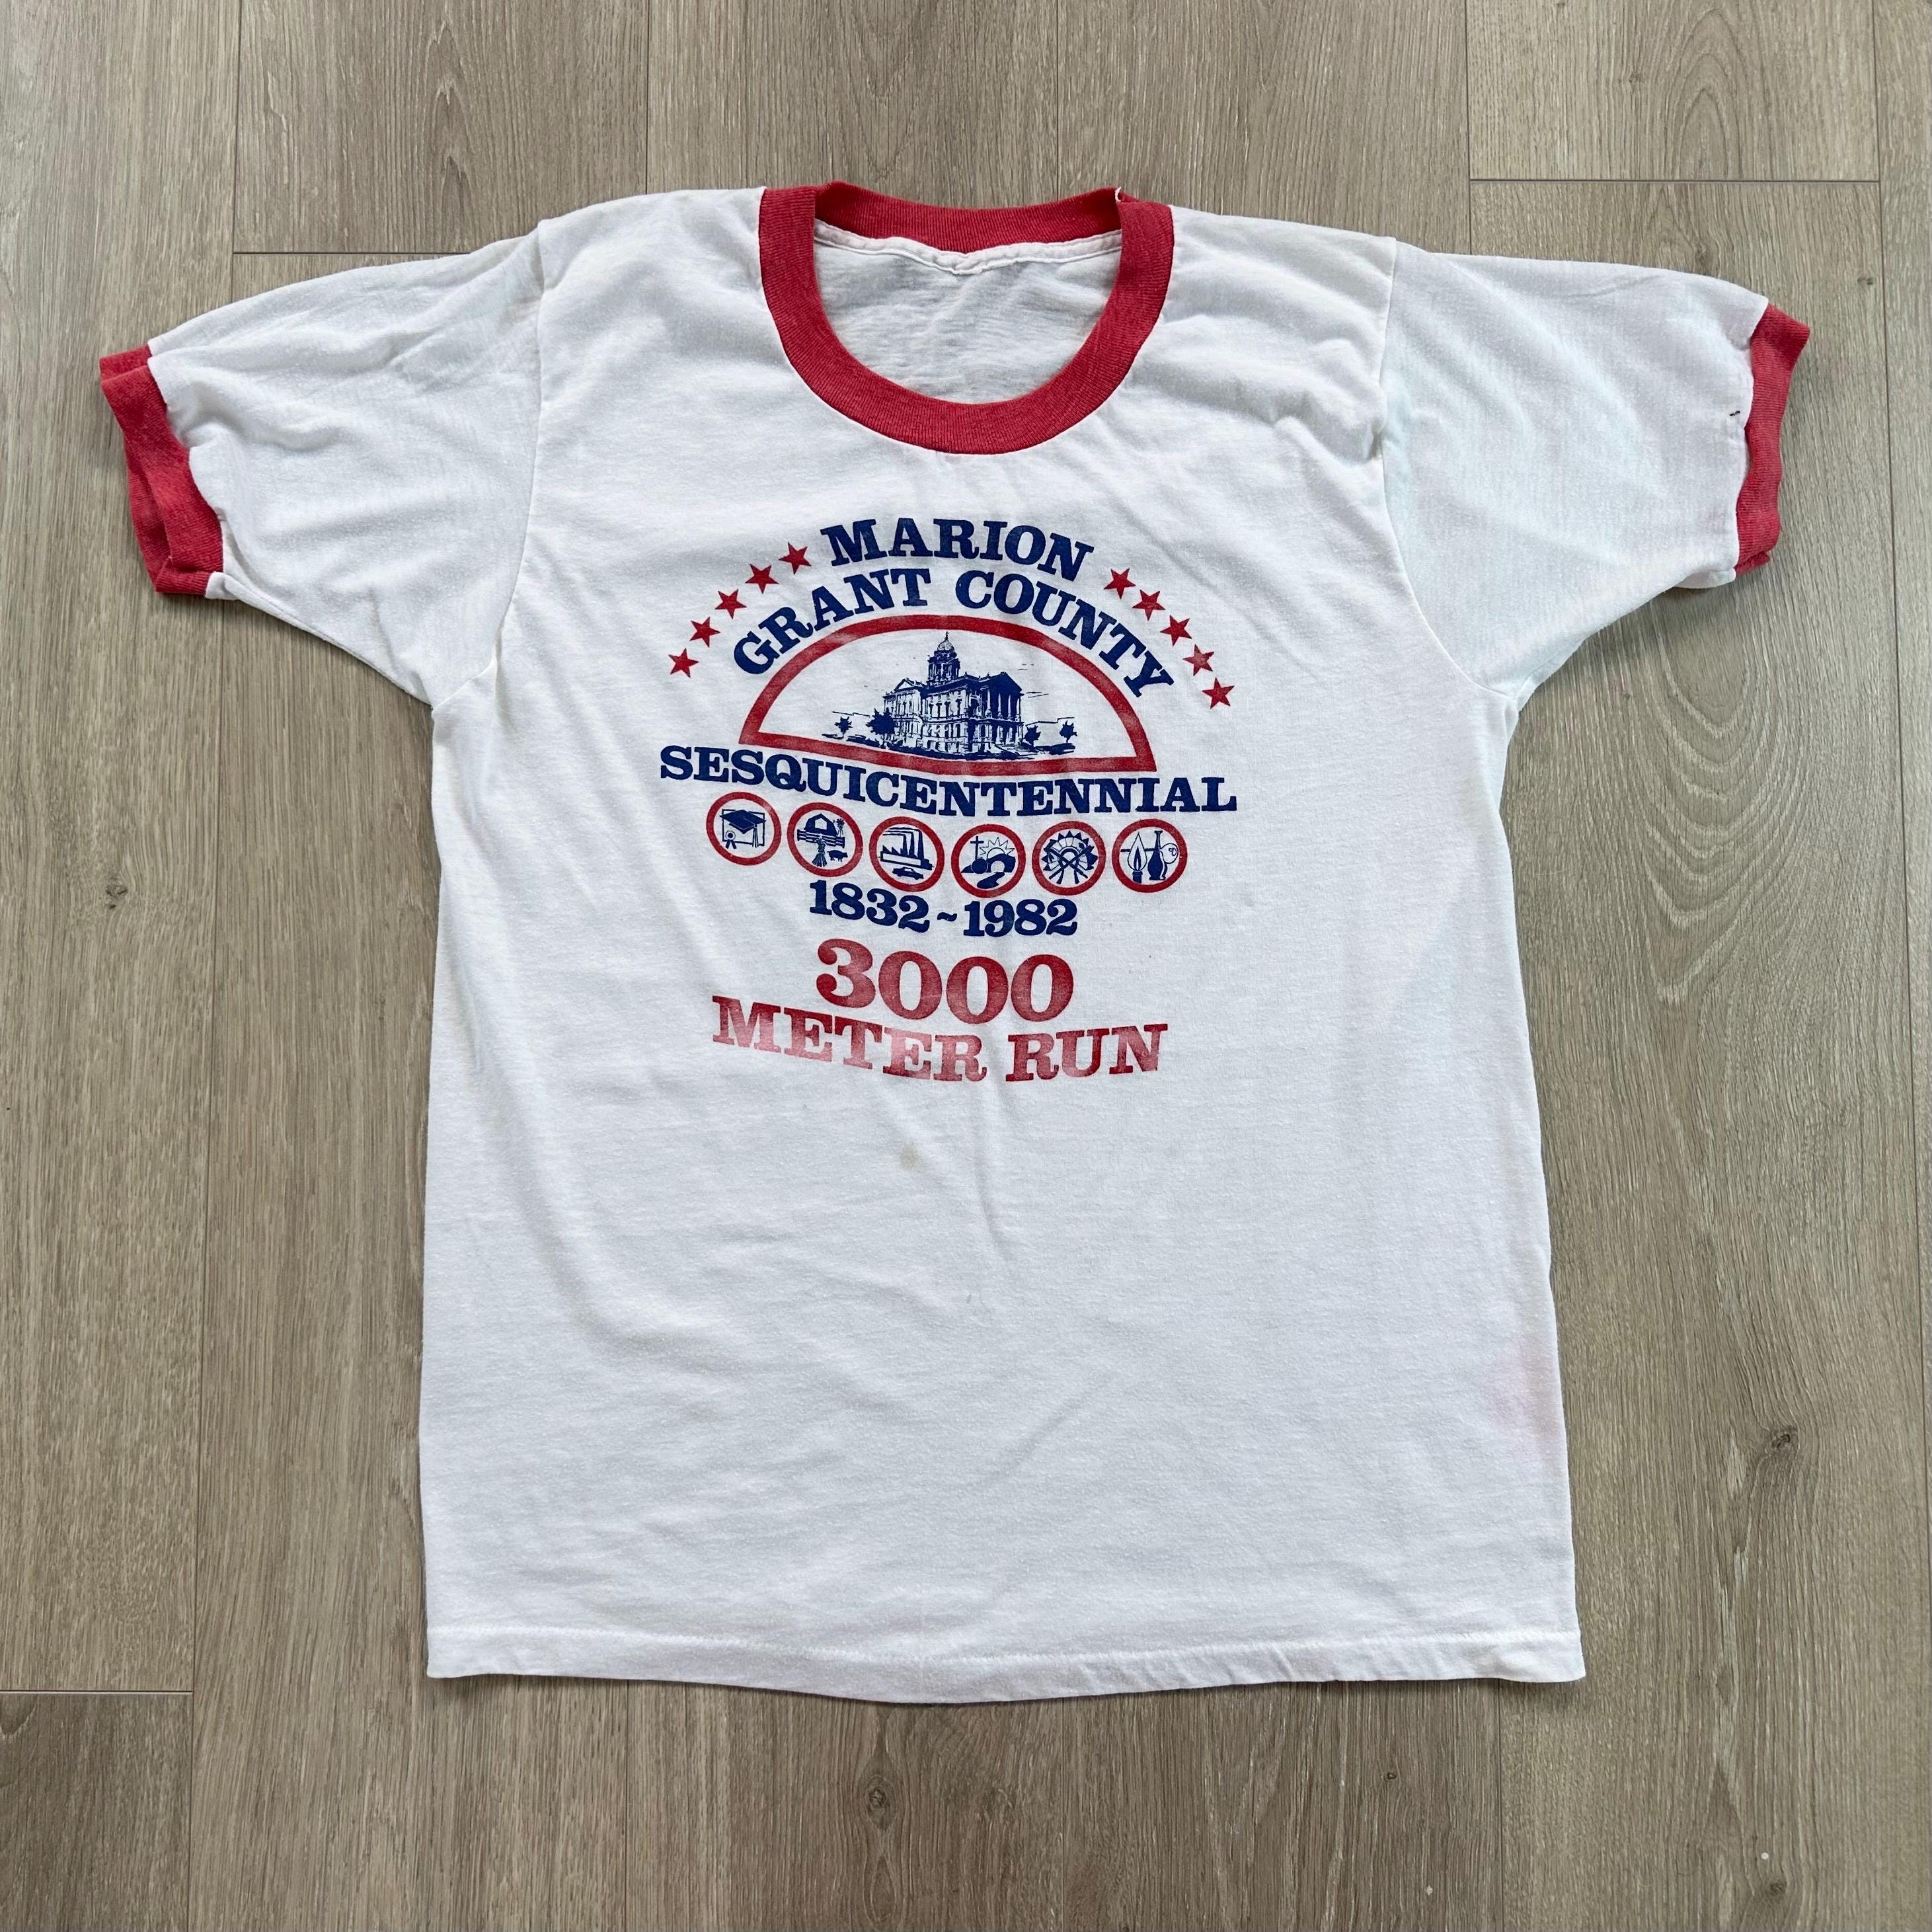 MARION
GRANT COUNTY
SESQUICENTENNIAL
1832~1982
3000
METER RUN